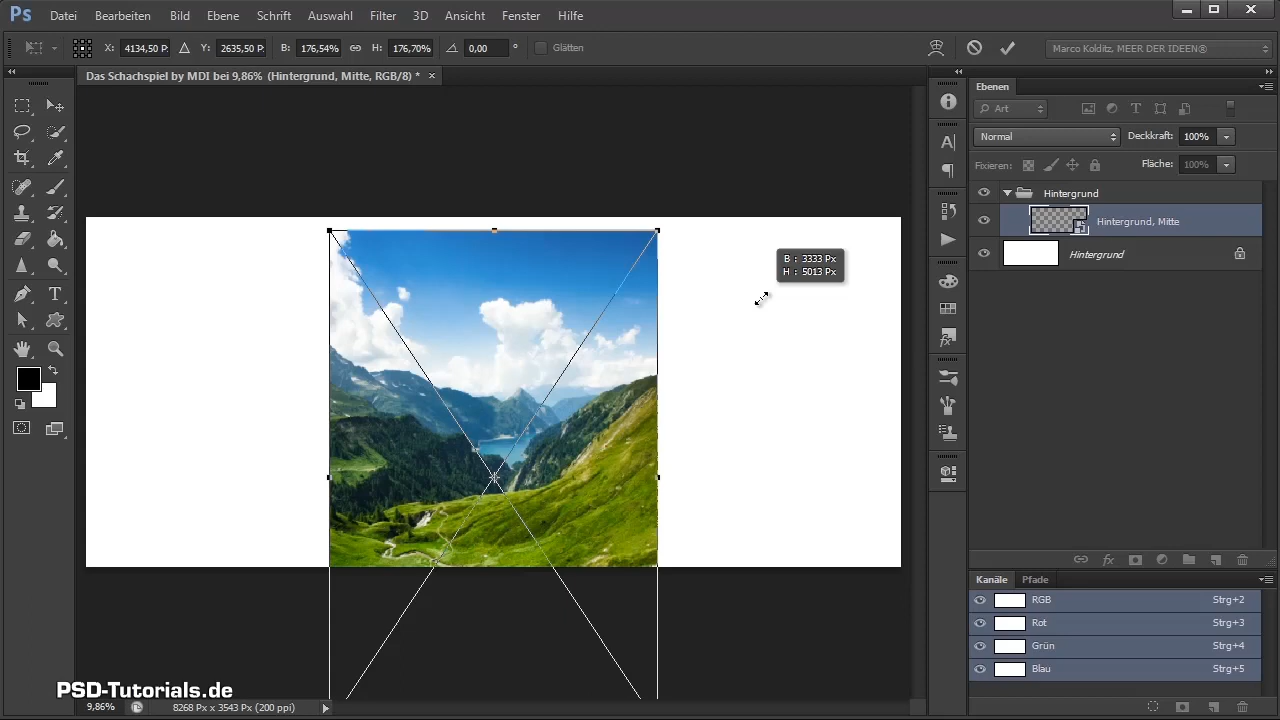 Ps Datei Bearbeiten Bild Ebene Schrift Auswahl Filter 3D Ansicht Fenster Hilfe
X: 4134,50 P Y: 2635,50 P B: 176,54% H: 176,70% 0,00 ° Glätten Marco Kolditz, MEER DER IDEEN®
Das Schachspiel by MDI bei 9,86% (Hintergrund, Mitte, RGB/8) *
Ebenen
Art
Normal Deckkraft: 100%
Fixieren: Fläche: 100%
Hintergrund
Hintergrund, Mitte
Hintergrund
B : 3333 Px
H : 5013 Px
Kanäle Pfade
RGB Strg+2
Rot Strg+3
Grün Strg+4
Blau Strg+5
PSD-Tutorials.de
9,86% 8268 Px x 3543 Px (200 ppi)